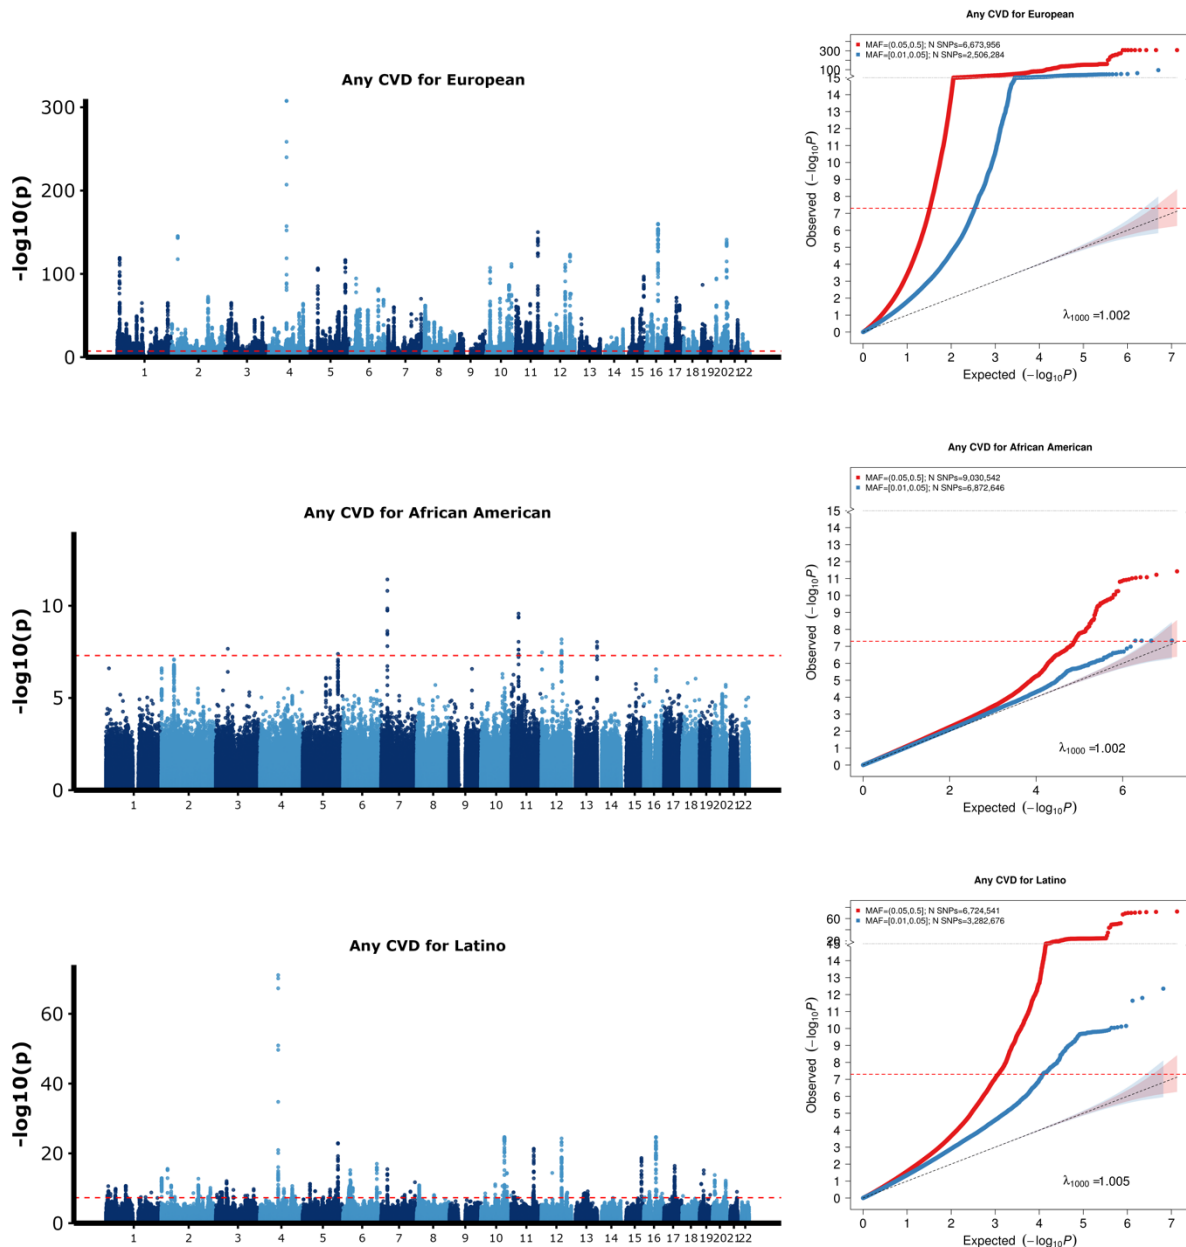 Any CVD for European
-log10(p)
300
200
100
0
1 2 3 4 5 6 7 8 9 10 11 12 13 14 15 16 17 18 19 20 21 22
Any CVD for European
MAF=(0.05,0.5]; N SNPs=6,673,956
MAF=[0.01,0.05]; N SNPs=2,506,284
Observed (−log₁₀P)
300
100
15
14
13
12
11
10
9
8
7
6
5
4
3
2
1
0
λ₁₀₀₀ =1.002
0 1 2 3 4 5 6 7
Expected (−log₁₀P)
Any CVD for African American
-log10(p)
10
5
0
1 2 3 4 5 6 7 8 9 10 11 12 13 14 15 16 17 18 19 20 21 22
Any CVD for African American
MAF=(0.05,0.5]; N SNPs=9,030,542
MAF=[0.01,0.05]; N SNPs=6,872,646
Observed (−log₁₀P)
15
14
13
12
11
10
9
8
7
6
5
4
3
2
1
0
λ₁₀₀₀ =1.002
0 2 4 6
Expected (−log₁₀P)
Any CVD for Latino
-log10(p)
60
40
20
0
1 2 3 4 5 6 7 8 9 10 11 12 13 14 15 16 17 18 19 20 21 22
Any CVD for Latino
MAF=(0.05,0.5]; N SNPs=6,724,541
MAF=[0.01,0.05]; N SNPs=3,282,676
Observed (−log₁₀P)
60
20
15
14
13
12
11
10
9
8
7
6
5
4
3
2
1
0
λ₁₀₀₀ =1.005
0 1 2 3 4 5 6 7
Expected (−log₁₀P)